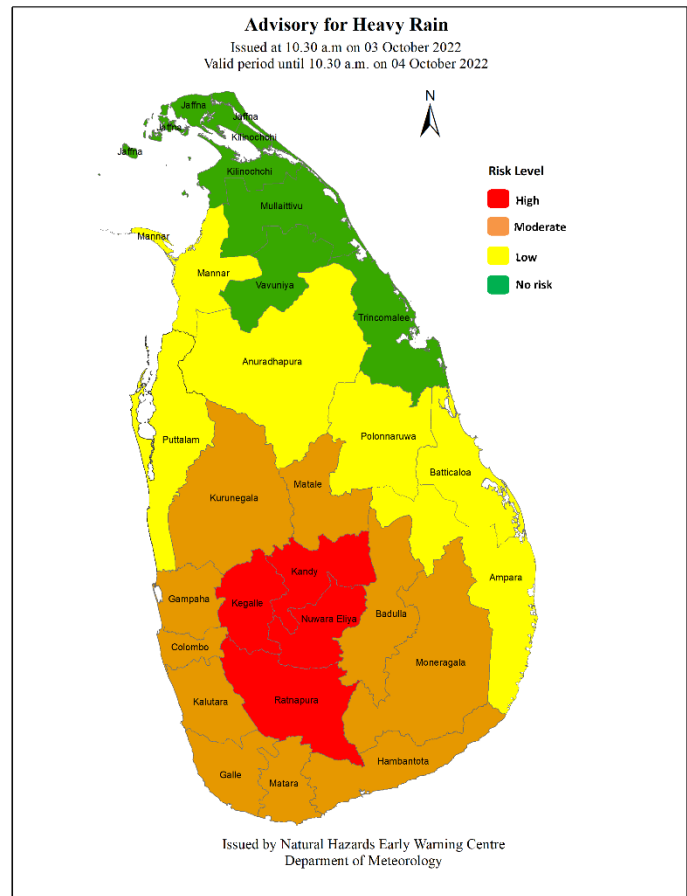 Advisory for Heavy Rain
Issued at 10.30 a.m on 03 October 2022
Valid period until 10.30 a.m. on 04 October 2022
N
Jaffna
Jaffna
Jaffna
Kilinochchi
Jaffna
Kilinochchi
Mullaittivu
Mannar
Mannar
Vavuniya
Trincomalee
Anuradhapura
Puttalam
Polonnaruwa
Batticaloa
Kurunegala
Matale
Kandy
Ampara
Gampaha
Kegalle
Nuwara Eliya
Badulla
Colombo
Moneragala
Kalutara
Ratnapura
Hambantota
Galle
Matara
Risk Level
High
Moderate
Low
No risk
Issued by Natural Hazards Early Warning Centre
Deparment of Meteorology